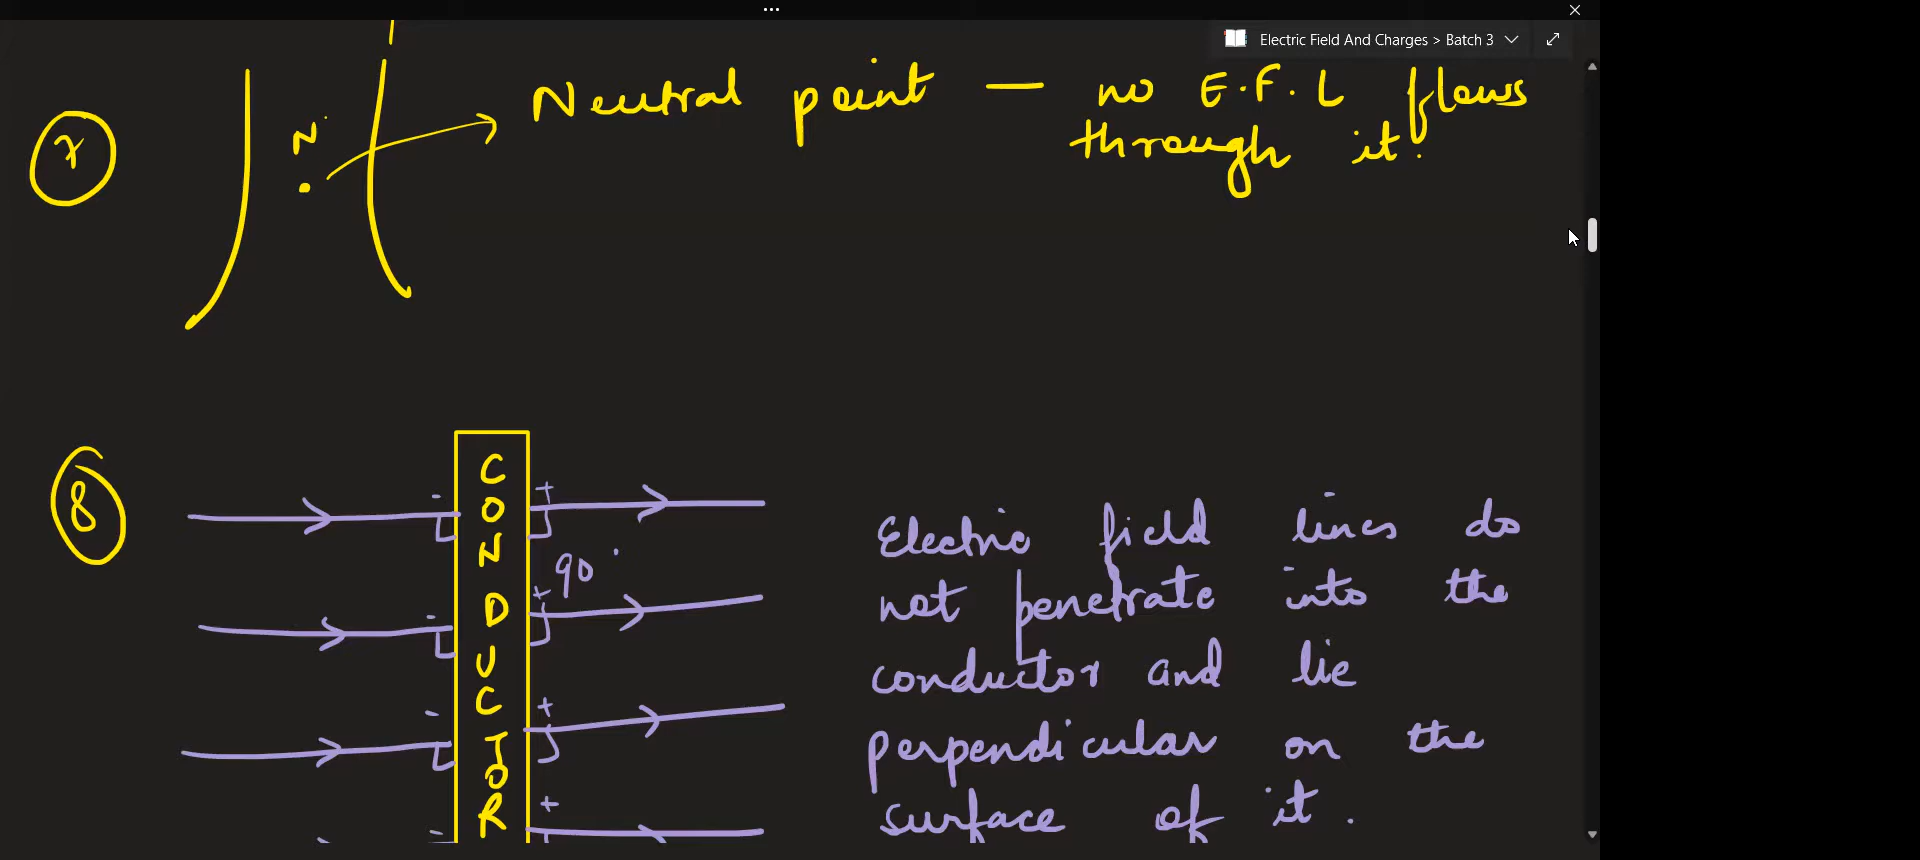 Electric Field And Charges > Batch 3
7
N
Neutral point — no E.F.L flows
through it.
8
CONDUCTOR
90°
Electric field lines do
not penetrate into the
conductor and lie
perpendicular on the
surface of it.